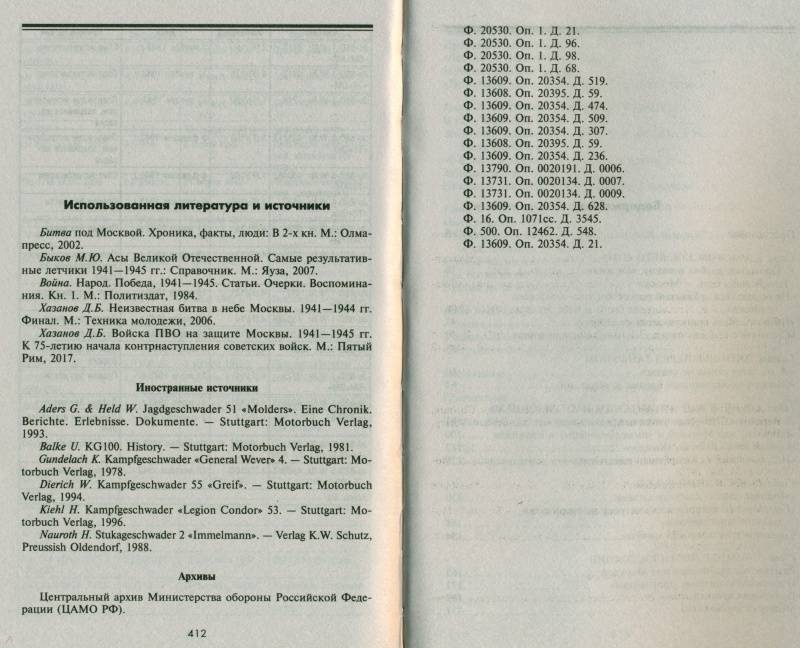 Использованная литература и источники
Битва под Москвой. Хроника, факты, люди: В 2-х кн. М.: Олма-
пресс, 2002.
Быков М.Ю. Асы Великой Отечественной. Самые результатив-
ные летчики 1941—1945 гг.: Справочник. М.: Яуза, 2007.
Война. Народ. Победа, 1941—1945. Статьи. Очерки. Воспомина-
ния. Кн. 1. М.: Политиздат, 1984.
Хазанов Д.Б. Неизвестная битва в небе Москвы. 1941—1944 гг.
Финал. М.: Техника молодежи, 2006.
Хазанов Д.Б. Войска ПВО на защите Москвы. 1941—1945 гг.
К 75-летию начала контрнаступления советских войск. М.: Пятый
Рим, 2017.
Иностранные источники
Aders G. & Held W. Jagdgeschwader 51 «Molders». Eine Chronik.
Berichte. Erlebnisse. Dokumente. — Stuttgart: Motorbuch Verlag,
1993.
Balke U. KG100. History. — Stuttgart: Motorbuch Verlag, 1981.
Gundelach K. Kampfgeschwader «General Wever» 4. — Stuttgart: Mo-
torbuch Verlag, 1978.
Dierich W. Kampfgeschwader 55 «Greif». — Stuttgart: Motorbuch
Verlag, 1994.
Kiehl H. Kampfgeschwader «Legion Condor» 53. — Stuttgart: Mo-
torbuch Verlag, 1996.
Nauroth H. Stukageschwader 2 «Immelmann». — Verlag K.W. Schutz,
Preussish Oldendorf, 1988.
Архивы
Центральный архив Министерства обороны Российской Феде-
рации (ЦАМО РФ).
412
Ф. 20530. Оп. 1. Д. 21.
Ф. 20530. Оп. 1. Д. 96.
Ф. 20530. Оп. 1. Д. 98.
Ф. 20530. Оп. 1. Д. 68.
Ф. 13609. Оп. 20354. Д. 519.
Ф. 13608. Оп. 20395. Д. 59.
Ф. 13609. Оп. 20354. Д. 474.
Ф. 13609. Оп. 20354. Д. 509.
Ф. 13609. Оп. 20354. Д. 307.
Ф. 13608. Оп. 20395. Д. 59.
Ф. 13609. Оп. 20354. Д. 236.
Ф. 13790. Оп. 0020191. Д. 0006.
Ф. 13731. Оп. 0020134. Д. 0007.
Ф. 13731. Оп. 0020134. Д. 0009.
Ф. 13609. Оп. 20354. Д. 628.
Ф. 16. Оп. 1071сс. Д. 3545.
Ф. 500. Оп. 12462. Д. 548.
Ф. 13609. Оп. 20354. Д. 21.